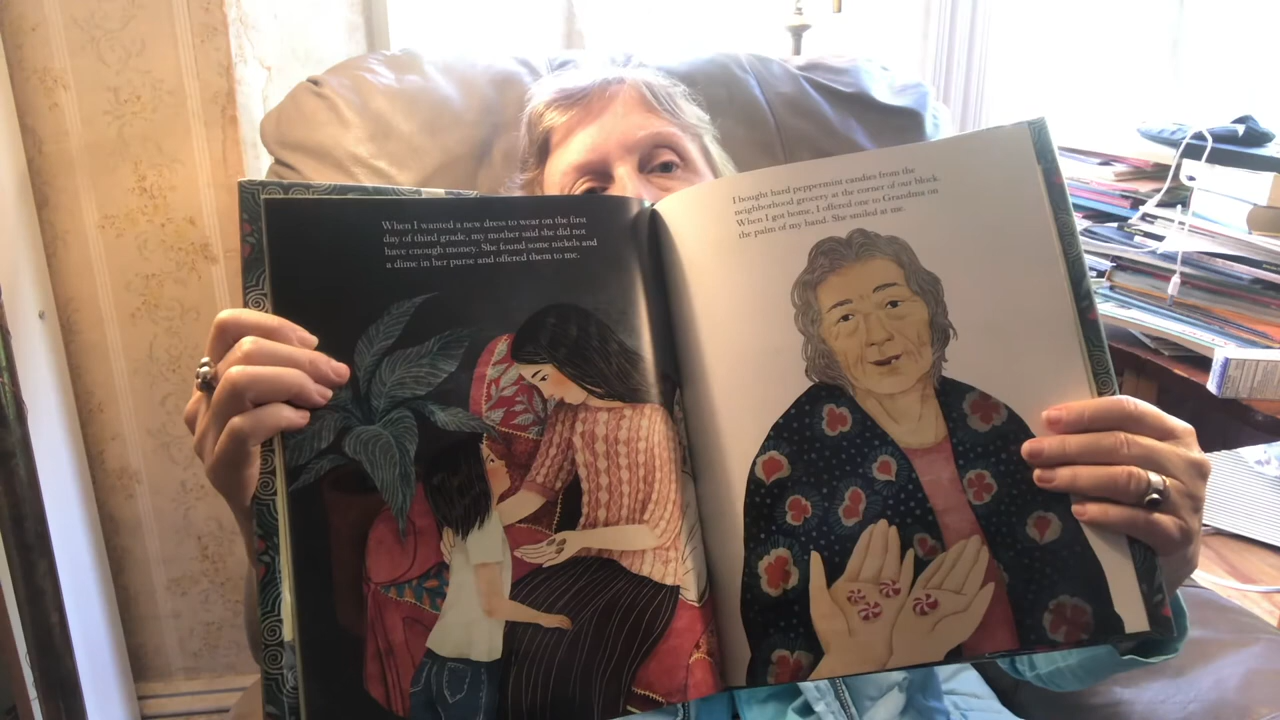 When I wanted a new dress to wear on the first
day of third grade, my mother said she did not
have enough money. She found some nickels and
a dime in her purse and offered them to me.
I bought hard peppermint candies from the
neighborhood grocery at the corner of our block.
When I got home, I offered one to Grandma on
the palm of my hand. She smiled at me.